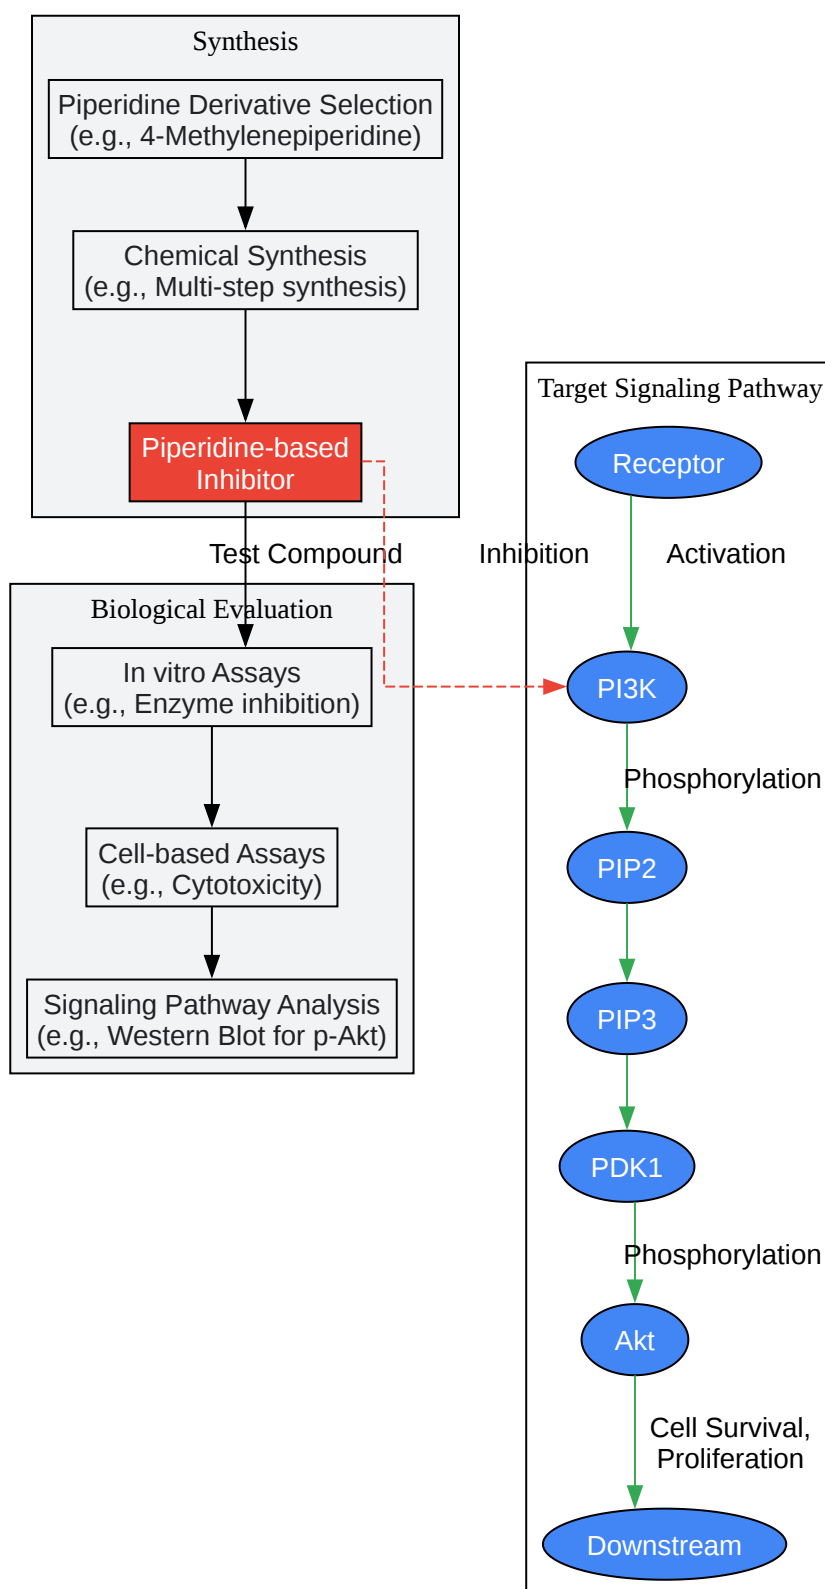 Synthesis
Piperidine Derivative Selection
(e.g., 4-Methylenepiperidine)
Chemical Synthesis
(e.g., Multi-step synthesis)
Piperidine-based
Inhibitor
Test Compound
Biological Evaluation
In vitro Assays
(e.g., Enzyme inhibition)
Cell-based Assays
(e.g., Cytotoxicity)
Signaling Pathway Analysis
(e.g., Western Blot for p-Akt)
Target Signaling Pathway
Receptor
Inhibition
Activation
PI3K
Phosphorylation
PIP2
PIP3
PDK1
Phosphorylation
Akt
Cell Survival,
Proliferation
Downstream